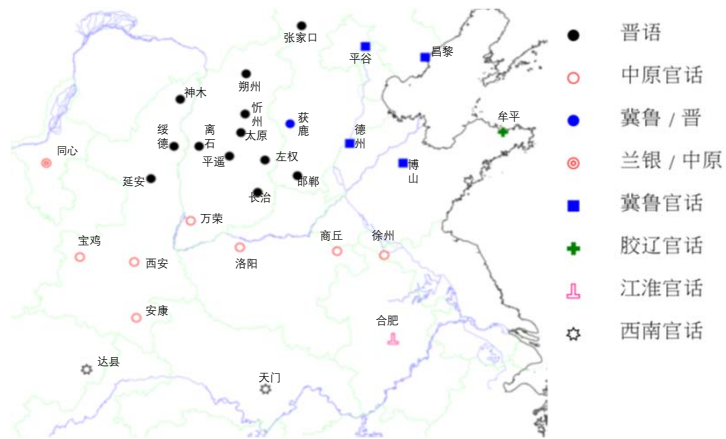 张家口
平谷
昌黎
朔州
神木
忻州
获鹿
德州
牟平
绥德
离石
太原
同心
平遥
左权
博山
延安
邯郸
长治
万荣
宝鸡
商丘
徐州
西安
洛阳
安康
合肥
达县
天门
晋语
中原官话
冀鲁 / 晋
兰银 / 中原
冀鲁官话
胶辽官话
江淮官话
西南官话